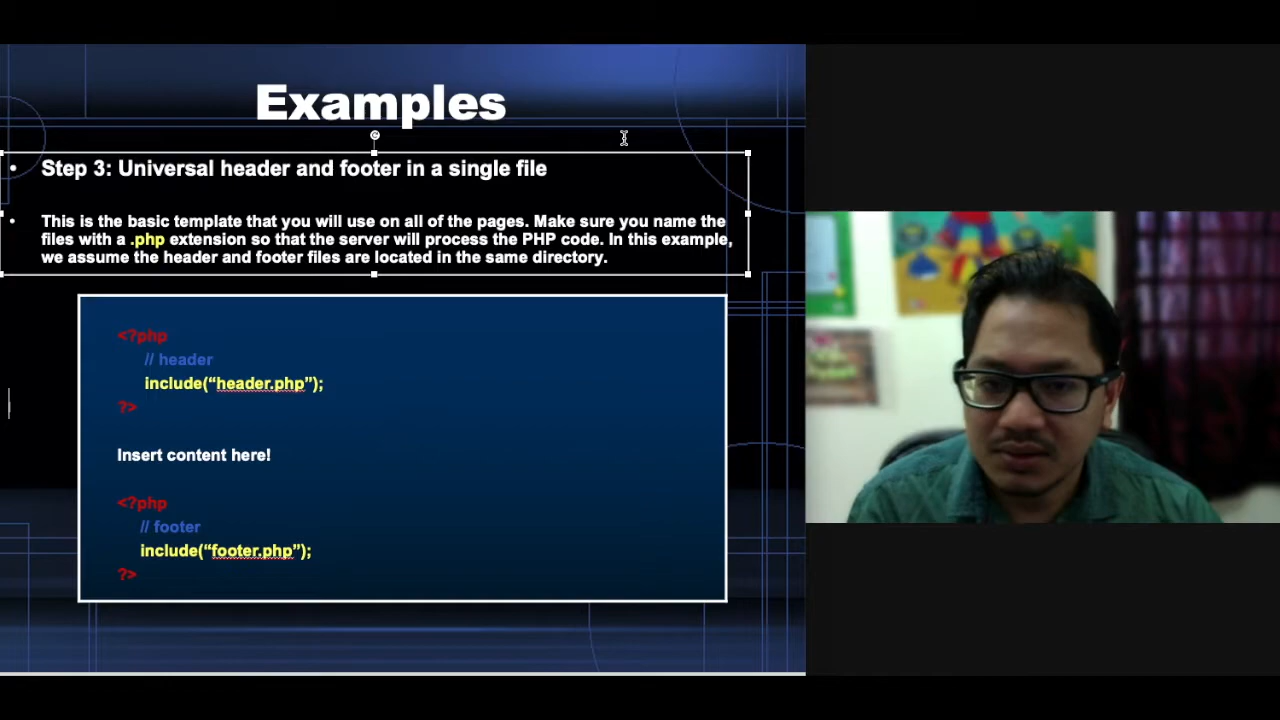 Examples
• Step 3: Universal header and footer in a single file
• This is the basic template that you will use on all of the pages. Make sure you name the
files with a .php extension so that the server will process the PHP code. In this example,
we assume the header and footer files are located in the same directory.
<?php
// header
include(“header.php”);
?>
Insert content here!
<?php
// footer
include(“footer.php”);
?>